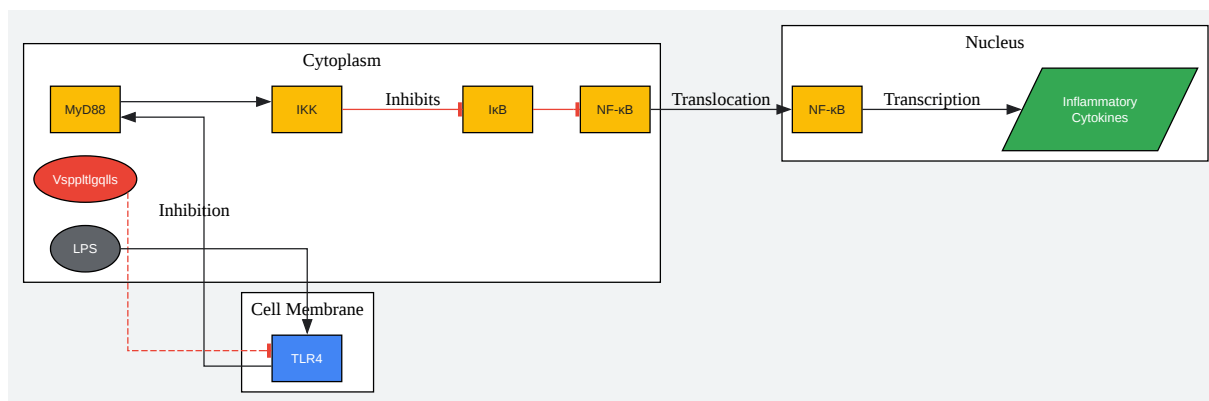 Cytoplasm
Nucleus
MyD88
IKK
Inhibits
IκB
NF-κB
Translocation
NF-κB
Transcription
Inflammatory
Cytokines
Vsppltlgqlls
Inhibition
LPS
Cell Membrane
TLR4